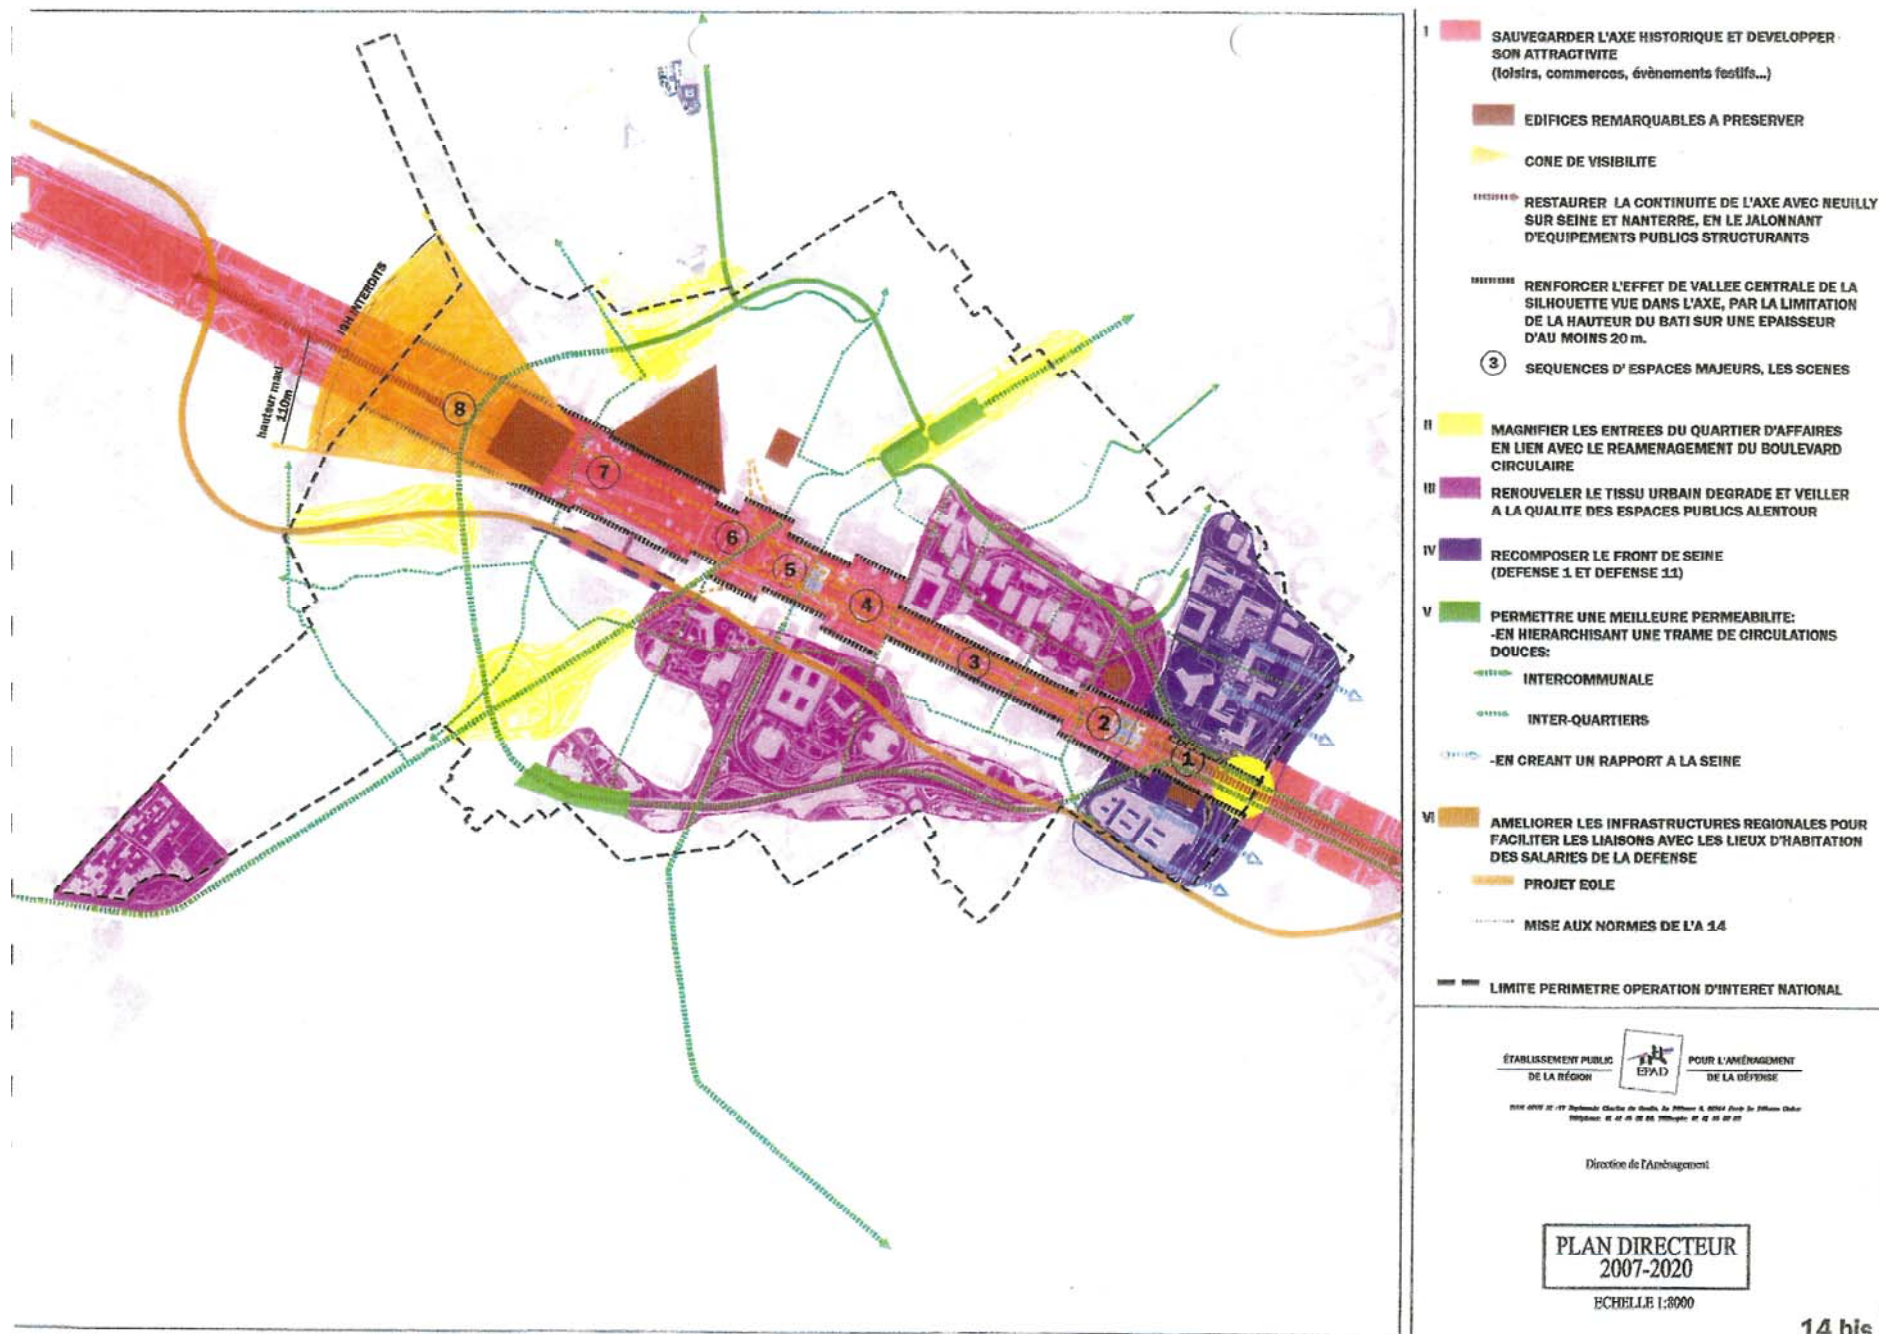 IGH INTERDITS
hauteur maxi
110m
8
7
6
5
4
3
2
1
I
SAUVEGARDER L'AXE HISTORIQUE ET DEVELOPPER
SON ATTRACTIVITE
(loisirs, commerces, évènements festifs...)
EDIFICES REMARQUABLES A PRESERVER
CONE DE VISIBILITE
RESTAURER LA CONTINUITE DE L'AXE AVEC NEUILLY
SUR SEINE ET NANTERRE, EN LE JALONNANT
D'EQUIPEMENTS PUBLICS STRUCTURANTS
RENFORCER L'EFFET DE VALLEE CENTRALE DE LA
SILHOUETTE VUE DANS L'AXE, PAR LA LIMITATION
DE LA HAUTEUR DU BATI SUR UNE EPAISSEUR
D'AU MOINS 20 m.
3 SEQUENCES D' ESPACES MAJEURS, LES SCENES
II
MAGNIFIER LES ENTREES DU QUARTIER D'AFFAIRES
EN LIEN AVEC LE REAMENAGEMENT DU BOULEVARD
CIRCULAIRE
III
RENOUVELER LE TISSU URBAIN DEGRADE ET VEILLER
A LA QUALITE DES ESPACES PUBLICS ALENTOUR
IV
RECOMPOSER LE FRONT DE SEINE
(DEFENSE 1 ET DEFENSE 11)
V
PERMETTRE UNE MEILLEURE PERMEABILITE:
-EN HIERARCHISANT UNE TRAME DE CIRCULATIONS
DOUCES:
INTERCOMMUNALE
INTER-QUARTIERS
-EN CREANT UN RAPPORT A LA SEINE
VI
AMELIORER LES INFRASTRUCTURES REGIONALES POUR
FACILITER LES LIAISONS AVEC LES LIEUX D'HABITATION
DES SALARIES DE LA DEFENSE
PROJET EOLE
MISE AUX NORMES DE L'A 14
LIMITE PERIMETRE OPERATION D'INTERET NATIONAL
ÉTABLISSEMENT PUBLIC
DE LA RÉGION
EPAD
POUR L'AMÉNAGEMENT
DE LA DÉFENSE
Direction de l'Aménagement
PLAN DIRECTEUR
2007-2020
ECHELLE 1:8000
14 bis